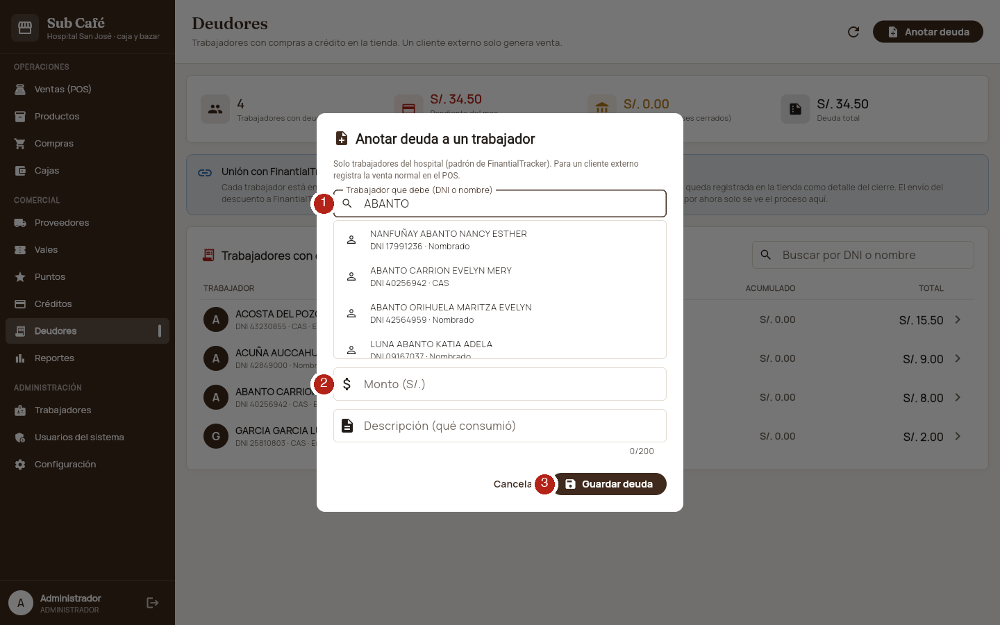 Sub Café
Hospital San José · caja y bazar
OPERACIONES
Ventas (POS)
Productos
Compras
Cajas
COMERCIAL
Proveedores
Vales
Puntos
Créditos
Deudores
Reportes
ADMINISTRACIÓN
Trabajadores
Usuarios del sistema
Configuración
A
Administrador
ADMINISTRADOR
Deudores
Trabajadores con compras a crédito en la tienda. Un cliente externo solo genera venta.
Anotar deuda
4
Trabajadores con deu
S/. 34.50
S/. 0.00
ses cerrados)
S/. 34.50
Deuda total
Unión con FinantialT
Cada trabajador está en
queda registrada en la tienda como detalle del cierre. El envío del
descuento a FinantialT
por ahora solo se ve el proceso aquí.
Trabajadores con
Buscar por DNI o nombre
TRABAJADOR
ACUMULADO
TOTAL
A
ACOSTA DEL POZO
DNI 43230855 · CAS · E
S/. 0.00
S/. 15.50
A
ACUÑA AUCCAHU
DNI 42849000 · Nomb
S/. 0.00
S/. 9.00
A
ABANTO CARRIO
DNI 40256942 · CAS · E
S/. 0.00
S/. 8.00
G
GARCIA GARCIA L
DNI 25810803 · CAS · E
S/. 0.00
S/. 2.00
Anotar deuda a un trabajador
Solo trabajadores del hospital (padrón de FinantialTracker). Para un cliente externo
registra la venta normal en el POS.
Trabajador que debe (DNI o nombre)
1
ABANTO
NANFUÑAY ABANTO NANCY ESTHER
DNI 17991236 · Nombrado
ABANTO CARRION EVELYN MERY
DNI 40256942 · CAS
ABANTO ORIHUELA MARITZA EVELYN
DNI 42564959 · Nombrado
LUNA ABANTO KATIA ADELA
DNI 09167037 · Nombrado
2
$ Monto (S/.)
Descripción (qué consumió)
0/200
Cancela
3
Guardar deuda